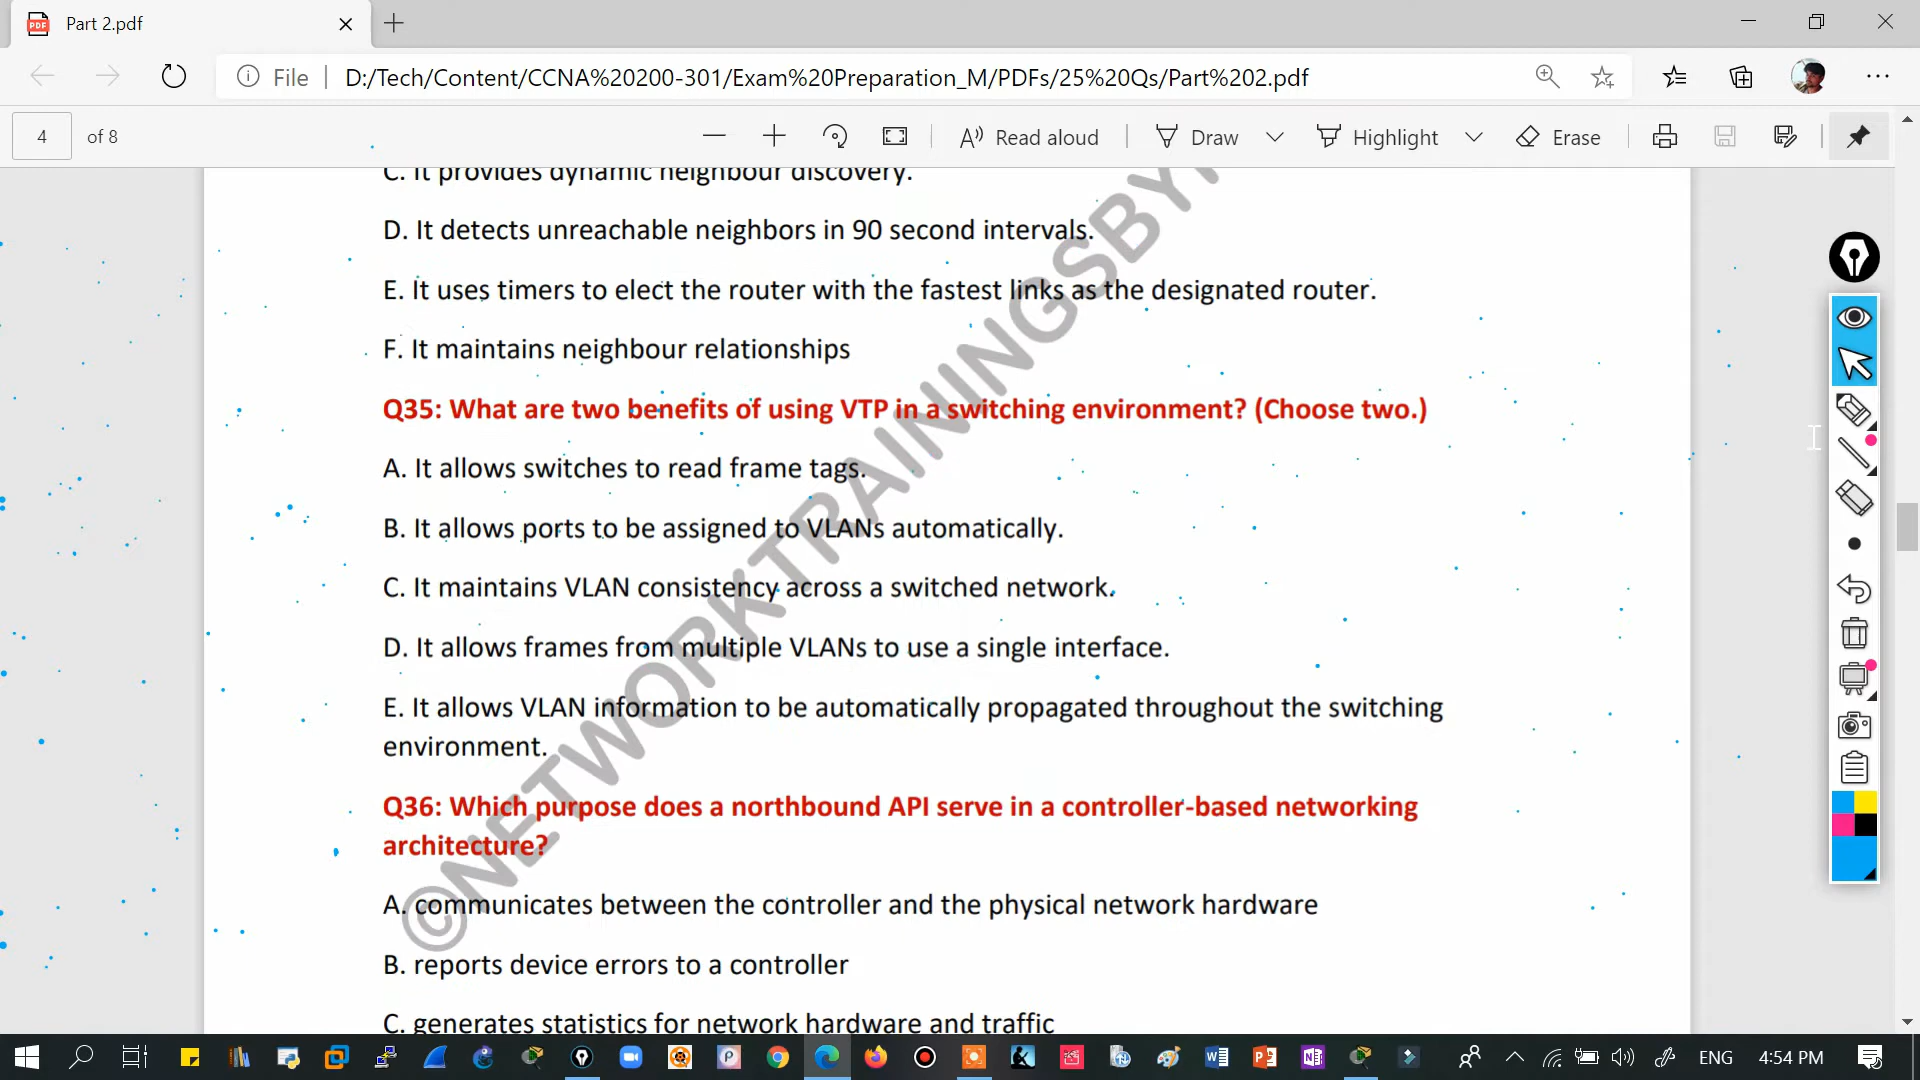 Part 2.pdf
File
D:/Tech/Content/CCNA%20200-301/Exam%20Preparation_M/PDFs/25%20Qs/Part%202.pdf
4 of 8
Read aloud
Draw
Highlight
Erase
C. It provides dynamic neighbour discovery.
D. It detects unreachable neighbors in 90 second intervals.
E. It uses timers to elect the router with the fastest links as the designated router.
F. It maintains neighbour relationships
Q35: What are two benefits of using VTP in a switching environment? (Choose two.)
A. It allows switches to read frame tags.
B. It allows ports to be assigned to VLANs automatically.
C. It maintains VLAN consistency across a switched network.
D. It allows frames from multiple VLANs to use a single interface.
E. It allows VLAN information to be automatically propagated throughout the switching
environment.
Q36: Which purpose does a northbound API serve in a controller-based networking
architecture?
A. communicates between the controller and the physical network hardware
B. reports device errors to a controller
C. generates statistics for network hardware and traffic
©NETWORKTRAININGSBY
ENG
4:54 PM